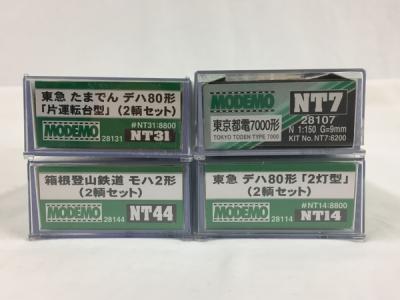 東急 たまでん デハ80形
「片運転台型」(2輌セット)
#NT31:8800
MODEMO 28131 NT31
MODEMO NT7
28107
東京都電7000形 N 1:150 G=9mm
TOKYO TODEN TYPE 7000 KIT No. NT7:6200
箱根登山鉄道 モハ2形
(2輌セット)
MODEMO 28144 NT44
東急 デハ80形「2灯型」
(2輌セット) #NT14:8800
MODEMO 28114 NT14